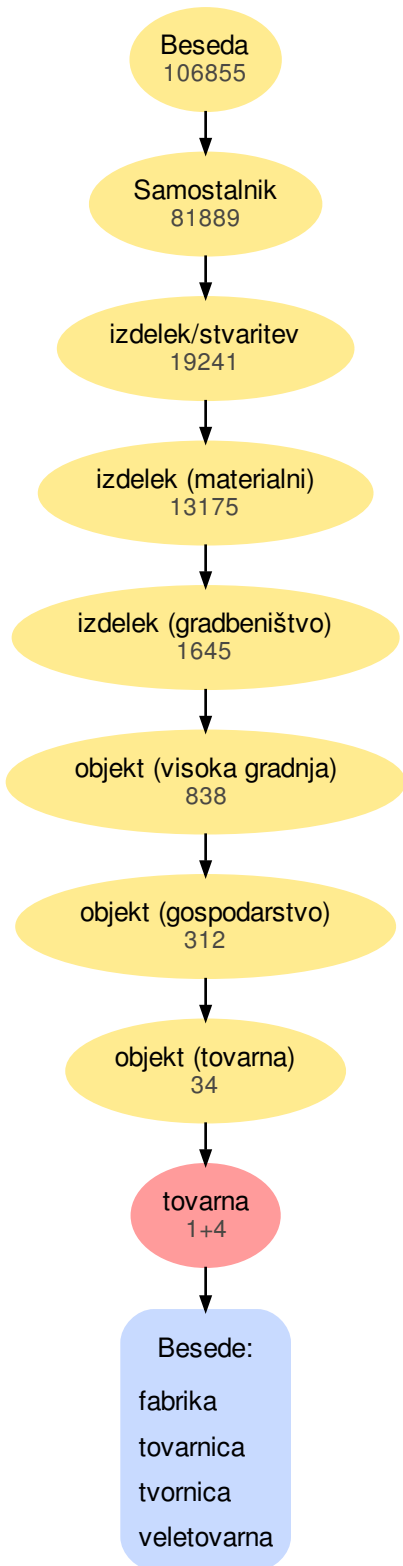 Beseda
106855
Samostalnik
81889
izdelek/stvaritev
19241
izdelek (materialni)
13175
izdelek (gradbeništvo)
1645
objekt (visoka gradnja)
838
objekt (gospodarstvo)
312
objekt (tovarna)
34
tovarna
1+4
Besede:
fabrika
tovarnica
tvornica
veletovarna